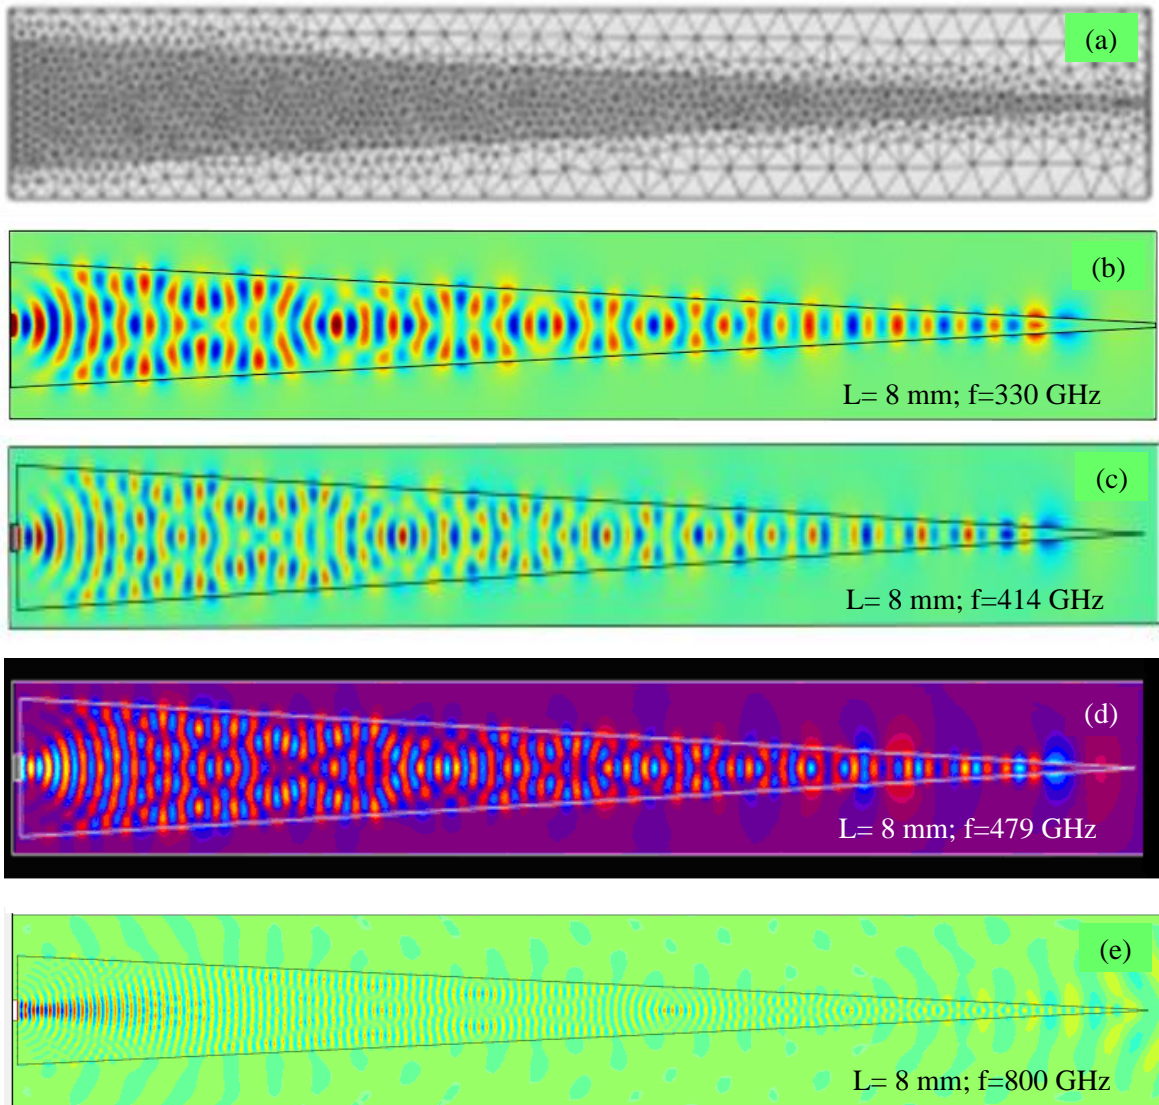 (a)
(b)
L= 8 mm; f=330 GHz
(c)
L= 8 mm; f=414 GHz
(d)
L= 8 mm; f=479 GHz
(e)
L= 8 mm; f=800 GHz